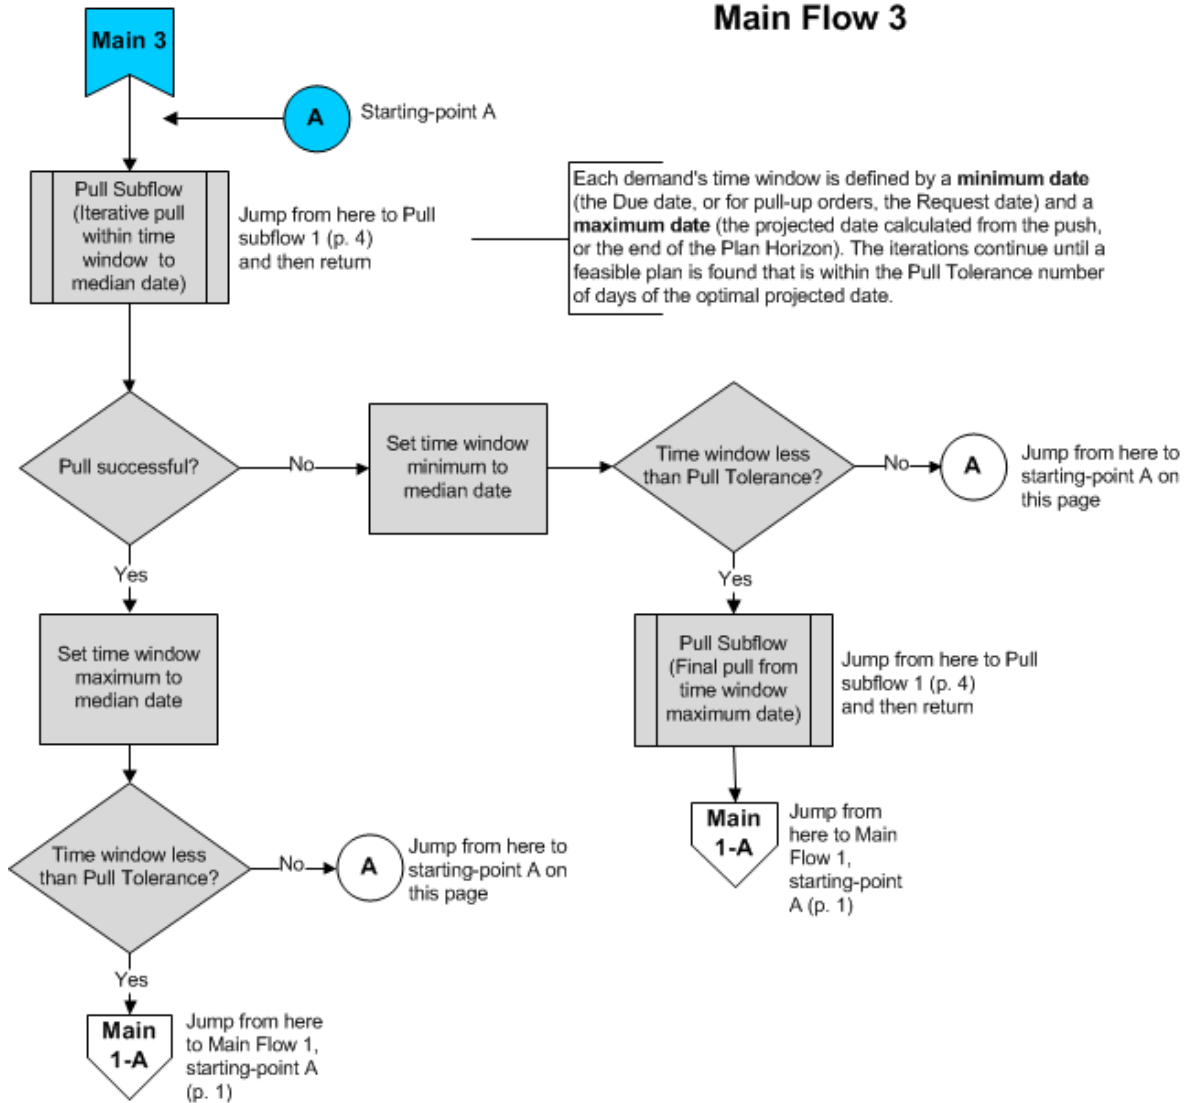 Main Flow 3
Main 3
A
Starting-point A
Pull Subflow
(Iterative pull
within time
window to
median date)
Jump from here to Pull
subflow 1 (p. 4)
and then return
Each demand's time window is defined by a minimum date
(the Due date, or for pull-up orders, the Request date) and a
maximum date (the projected date calculated from the push,
or the end of the Plan Horizon). The iterations continue until a
feasible plan is found that is within the Pull Tolerance number
of days of the optimal projected date.
Pull successful?
No
Set time window
minimum to
median date
Time window less
than Pull Tolerance?
No
A
Jump from here to
starting-point A on
this page
Yes
Yes
Set time window
maximum to
median date
Pull Subflow
(Final pull from
time window
maximum date)
Jump from here to Pull
subflow 1 (p. 4)
and then return
Main
1-A
Jump from
here to Main
Flow 1,
starting-point
A (p. 1)
Time window less
than Pull Tolerance?
No
A
Jump from here to
starting-point A on
this page
Yes
Main
1-A
Jump from here
to Main Flow 1,
starting-point A
(p. 1)